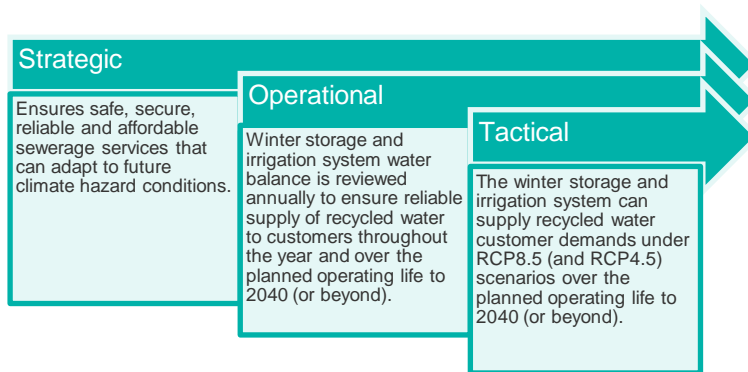 Strategic
Ensures safe, secure,
reliable and affordable
sewerage services that
can adapt to future
climate hazard conditions.
Operational
Winter storage and
irrigation system water
balance is reviewed
annually to ensure reliable
supply of recycled water
to customers throughout
the year and over the
planned operating life to
2040 (or beyond).
Tactical
The winter storage and
irrigation system can
supply recycled water
customer demands under
RCP8.5 (and RCP4.5)
scenarios over the
planned operating life to
2040 (or beyond).